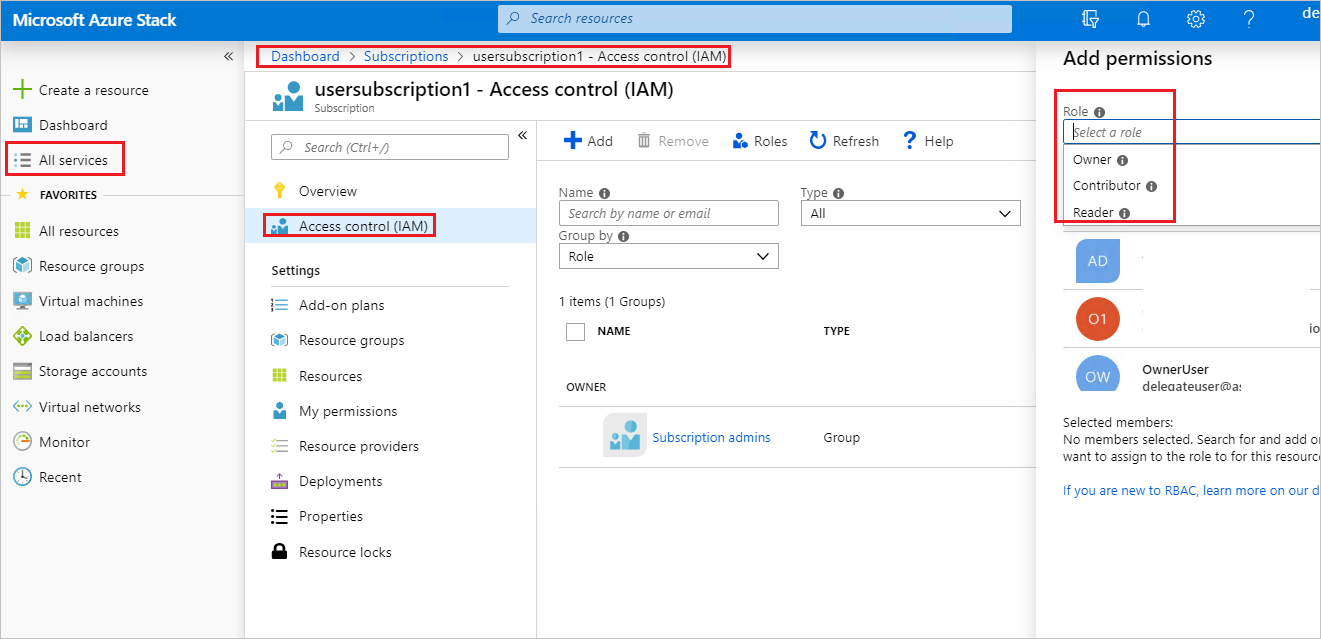 Microsoft Azure Stack
Search resources
de
Create a resource
Dashboard
All services
FAVORITES
All resources
Resource groups
Virtual machines
Load balancers
Storage accounts
Virtual networks
Monitor
Recent
Dashboard > Subscriptions > usersubscription1 - Access control (IAM)
usersubscription1 - Access control (IAM)
Subscription
Search (Ctrl+/)
Overview
Access control (IAM)
Settings
Add-on plans
Resource groups
Resources
My permissions
Resource providers
Deployments
Properties
Resource locks
Add Remove Roles Refresh Help
Name Type
Search by name or email All
Group by
Role
1 items (1 Groups)
NAME TYPE
OWNER
Subscription admins Group
Add permissions
Role
Select a role
Owner
Contributor
Reader
AD
O1
io
OW OwnerUser
delegateuser@as
Selected members:
No members selected. Search for and add or
want to assign to the role to for this resource
If you are new to RBAC, learn more on our d